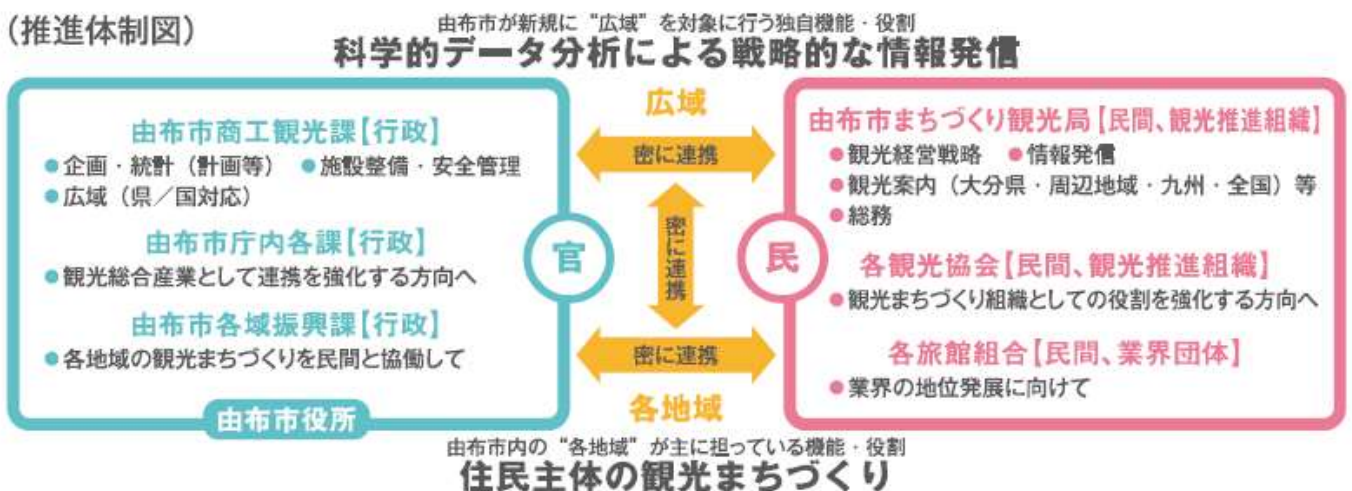 (推進体制図)
由布市が新規に“広域”を対象に行う独自機能・役割
科学的データ分析による戦略的な情報発信
由布市商工観光課【行政】
●企画・統計（計画等）　●施設整備・安全管理
●広域（県／国対応）
由布市庁内各課【行政】
●観光総合産業として連携を強化する方向へ
由布市各域振興課【行政】
●各地域の観光まちづくりを民間と協働して
由布市役所
官
広域
密に連携
密に連携
密に連携
各地域
民
由布市まちづくり観光局【民間、観光推進組織】
●観光経営戦略　●情報発信
●観光案内（大分県・周辺地域・九州・全国）等
●総務
各観光協会【民間、観光推進組織】
●観光まちづくり組織としての役割を強化する方向へ
各旅館組合【民間、業界団体】
●業界の地位発展に向けて
由布市内の“各地域”が主に担っている機能・役割
住民主体の観光まちづくり